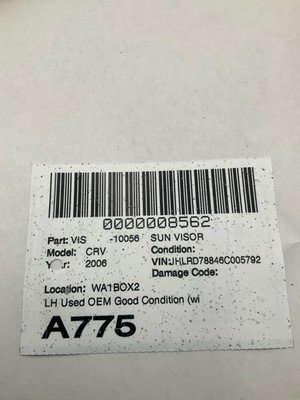 0000008562
Part: VIS -10056 SUN VISOR
Model: CRV Condition:
Year: 2006 VIN:JHLRD78846C005792
Damage Code:
Location: WA1BOX2
LH Used OEM Good Condition (wi
A775